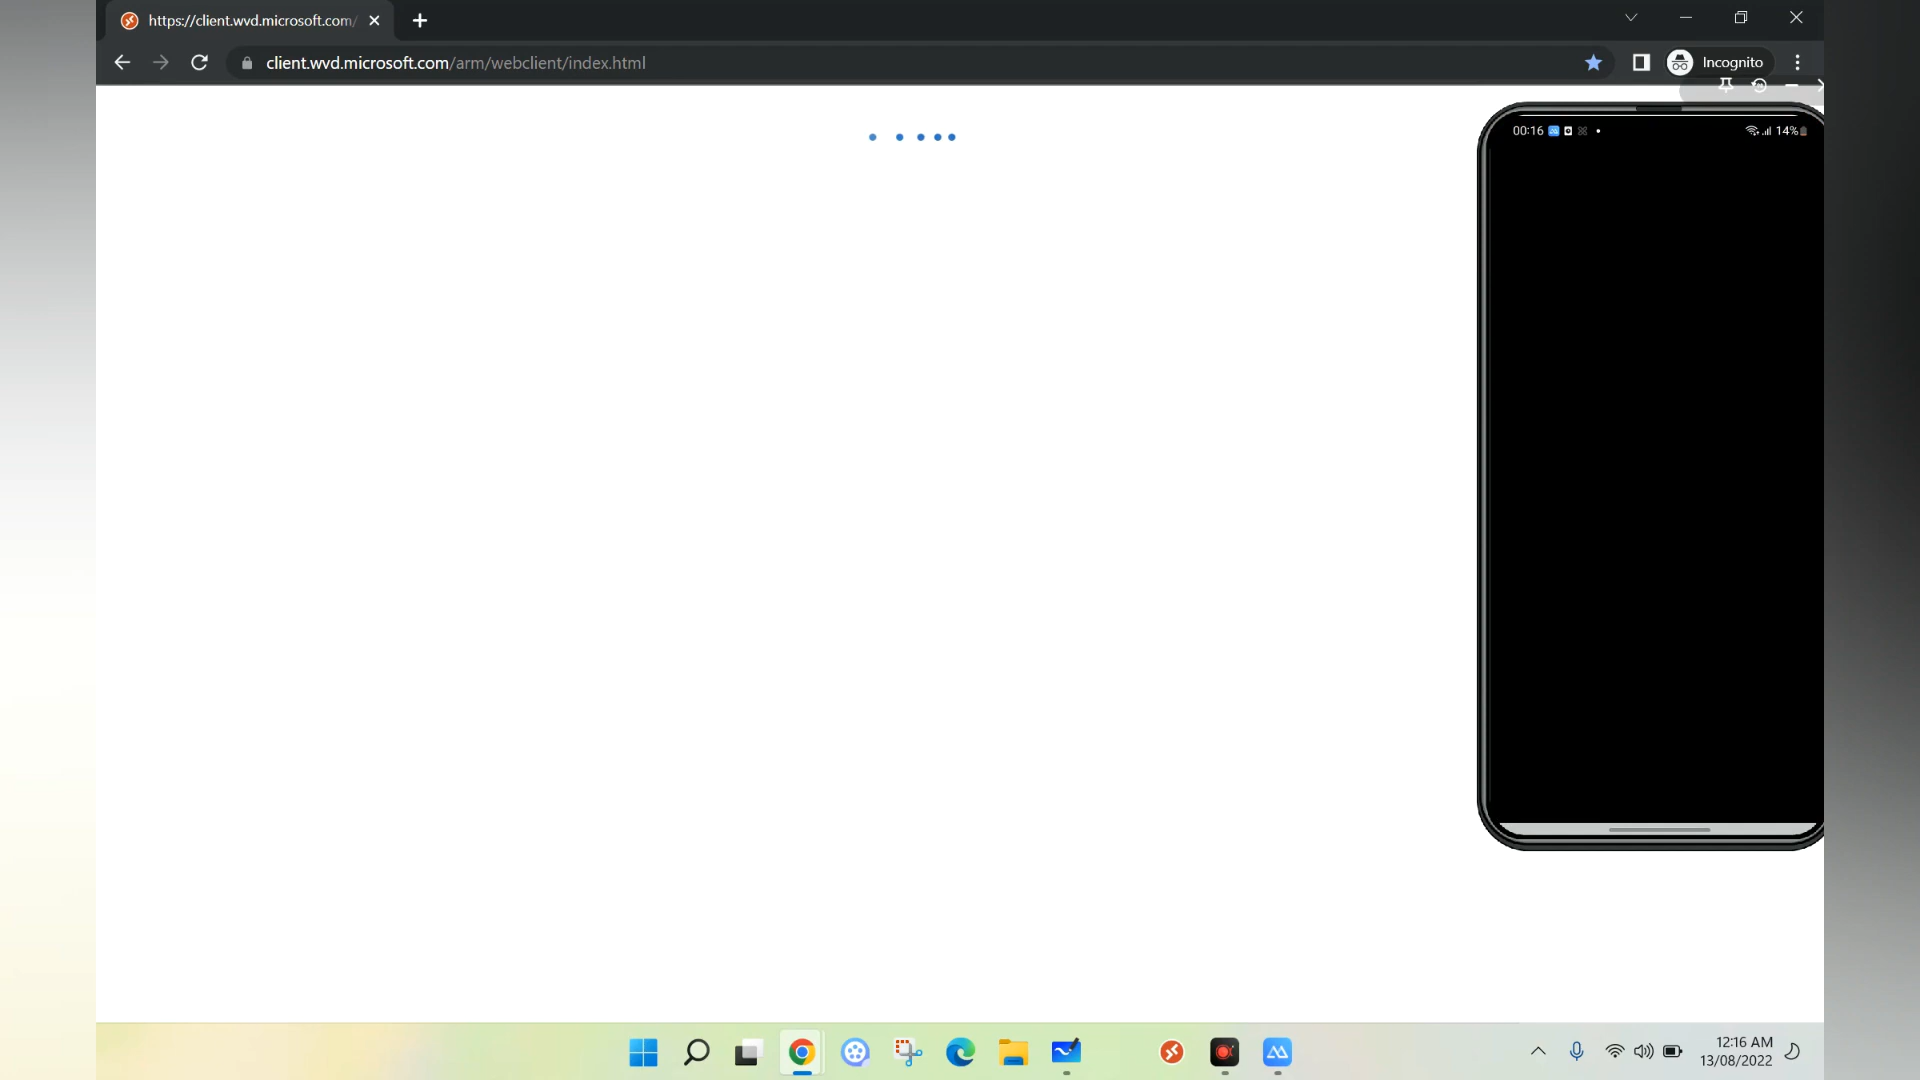 https://client.wvd.microsoft.com/
client.wvd.microsoft.com/arm/webclient/index.html
Incognito
00:16
14%
12:16 AM
13/08/2022